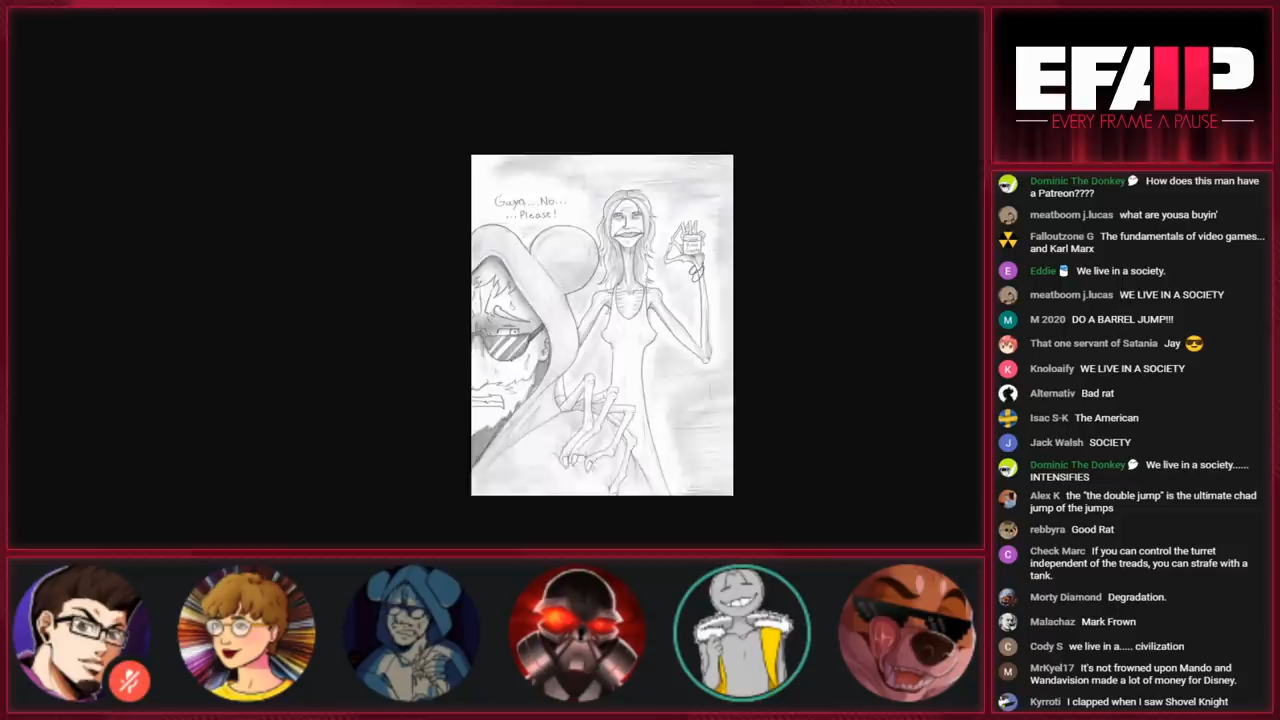 Guys...No...
...Please!
EFAP
EVERY FRAME A PAUSE
Dominic The Donkey How does this man have
a Patreon????
meatboom j.lucas what are yousa buyin'
Falloutzone G The fundamentals of video games...
and Karl Marx
Eddie We live in a society.
meatboom j.lucas WE LIVE IN A SOCIETY
M 2020 DO A BARREL JUMP!!!
That one servant of Satania Jay
Knoloaify WE LIVE IN A SOCIETY
Alternativ Bad rat
Isac S-K The American
Jack Walsh SOCIETY
Dominic The Donkey We live in a society......
INTENSIFIES
Alex K the "the double jump" is the ultimate chad
jump of the jumps
rebbyra Good Rat
Check Marc If you can control the turret
independent of the treads, you can strafe with a
tank.
Morty Diamond Degradation.
Malachaz Mark Frown
Cody S we live in a..... civilization
MrKyel17 It's not frowned upon Mando and
Wandavision made a lot of money for Disney.
Kyrroti I clapped when I saw Shovel Knight